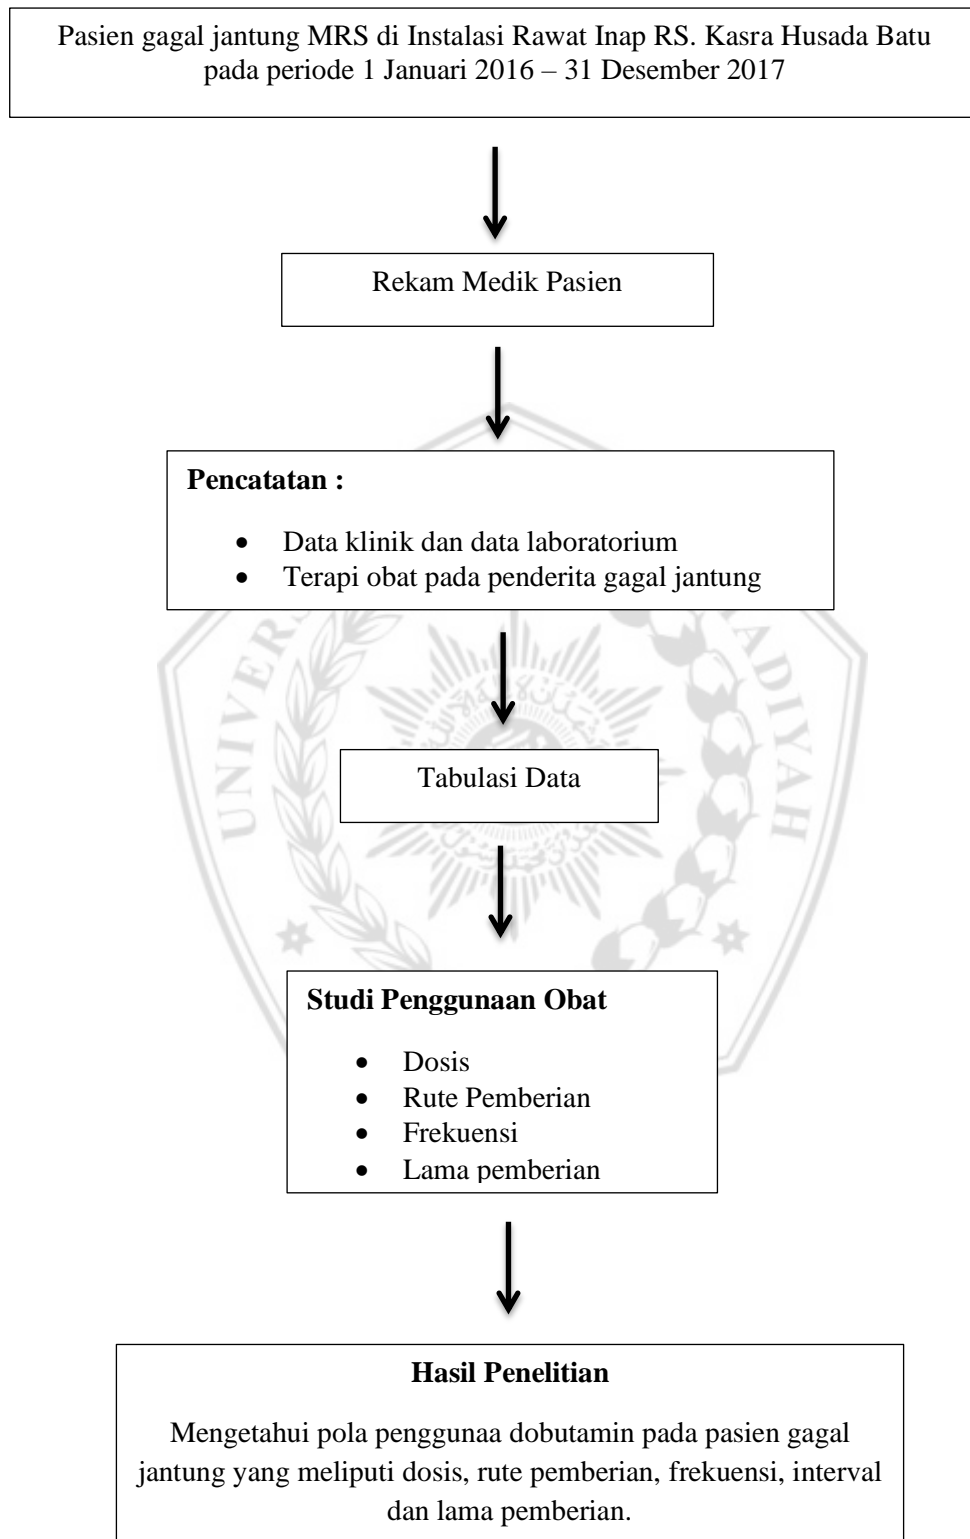 Pasien gagal jantung MRS di Instalasi Rawat Inap RS. Kasra Husada Batu
pada periode 1 Januari 2016 – 31 Desember 2017
Rekam Medik Pasien
Pencatatan :
• Data klinik dan data laboratorium
• Terapi obat pada penderita gagal jantung
UNIVERS
ADIYAH
Tabulasi Data
Studi Penggunaan Obat
• Dosis
• Rute Pemberian
• Frekuensi
• Lama pemberian
Hasil Penelitian
Mengetahui pola penggunaa dobutamin pada pasien gagal
jantung yang meliputi dosis, rute pemberian, frekuensi, interval
dan lama pemberian.